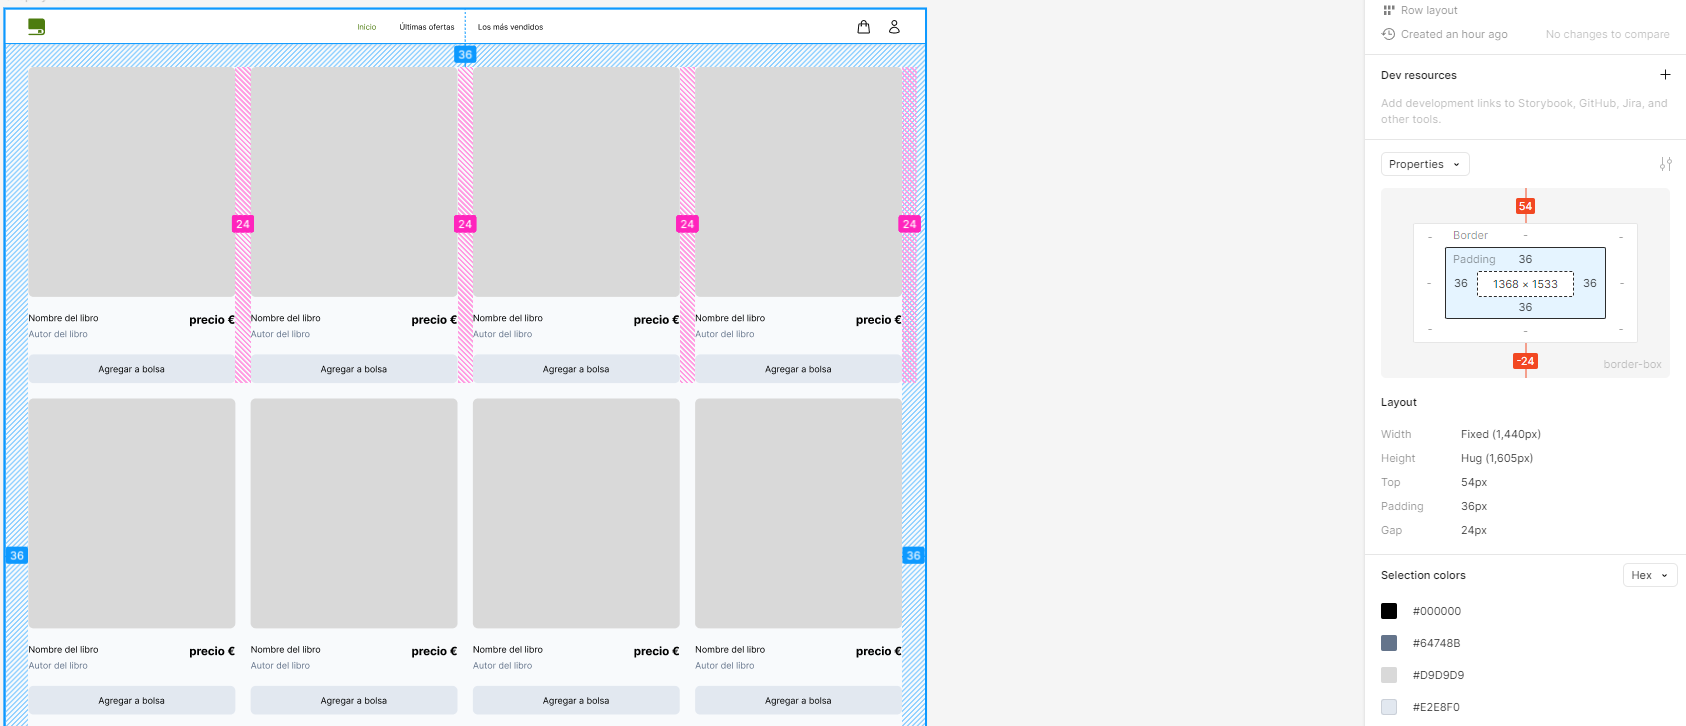 Inicio Últimas ofertas Los más vendidos
36
24 24 24 24
Nombre del libro precio € Nombre del libro precio € Nombre del libro precio € Nombre del libro precio €
Autor del libro Autor del libro Autor del libro Autor del libro
Agregar a bolsa Agregar a bolsa Agregar a bolsa Agregar a bolsa
36 36
Nombre del libro precio € Nombre del libro precio € Nombre del libro precio € Nombre del libro precio €
Autor del libro Autor del libro Autor del libro Autor del libro
Agregar a bolsa Agregar a bolsa Agregar a bolsa Agregar a bolsa
Row layout
Created an hour ago No changes to compare
Dev resources
Add development links to Storybook, GitHub, Jira, and
other tools.
Properties
54
- Border - -
Padding 36
- 36 1368 × 1533 36 -
36
- - -
-24
border-box
Layout
Width Fixed (1,440px)
Height Hug (1,605px)
Top 54px
Padding 36px
Gap 24px
Selection colors Hex
#000000
#64748B
#D9D9D9
#E2E8F0